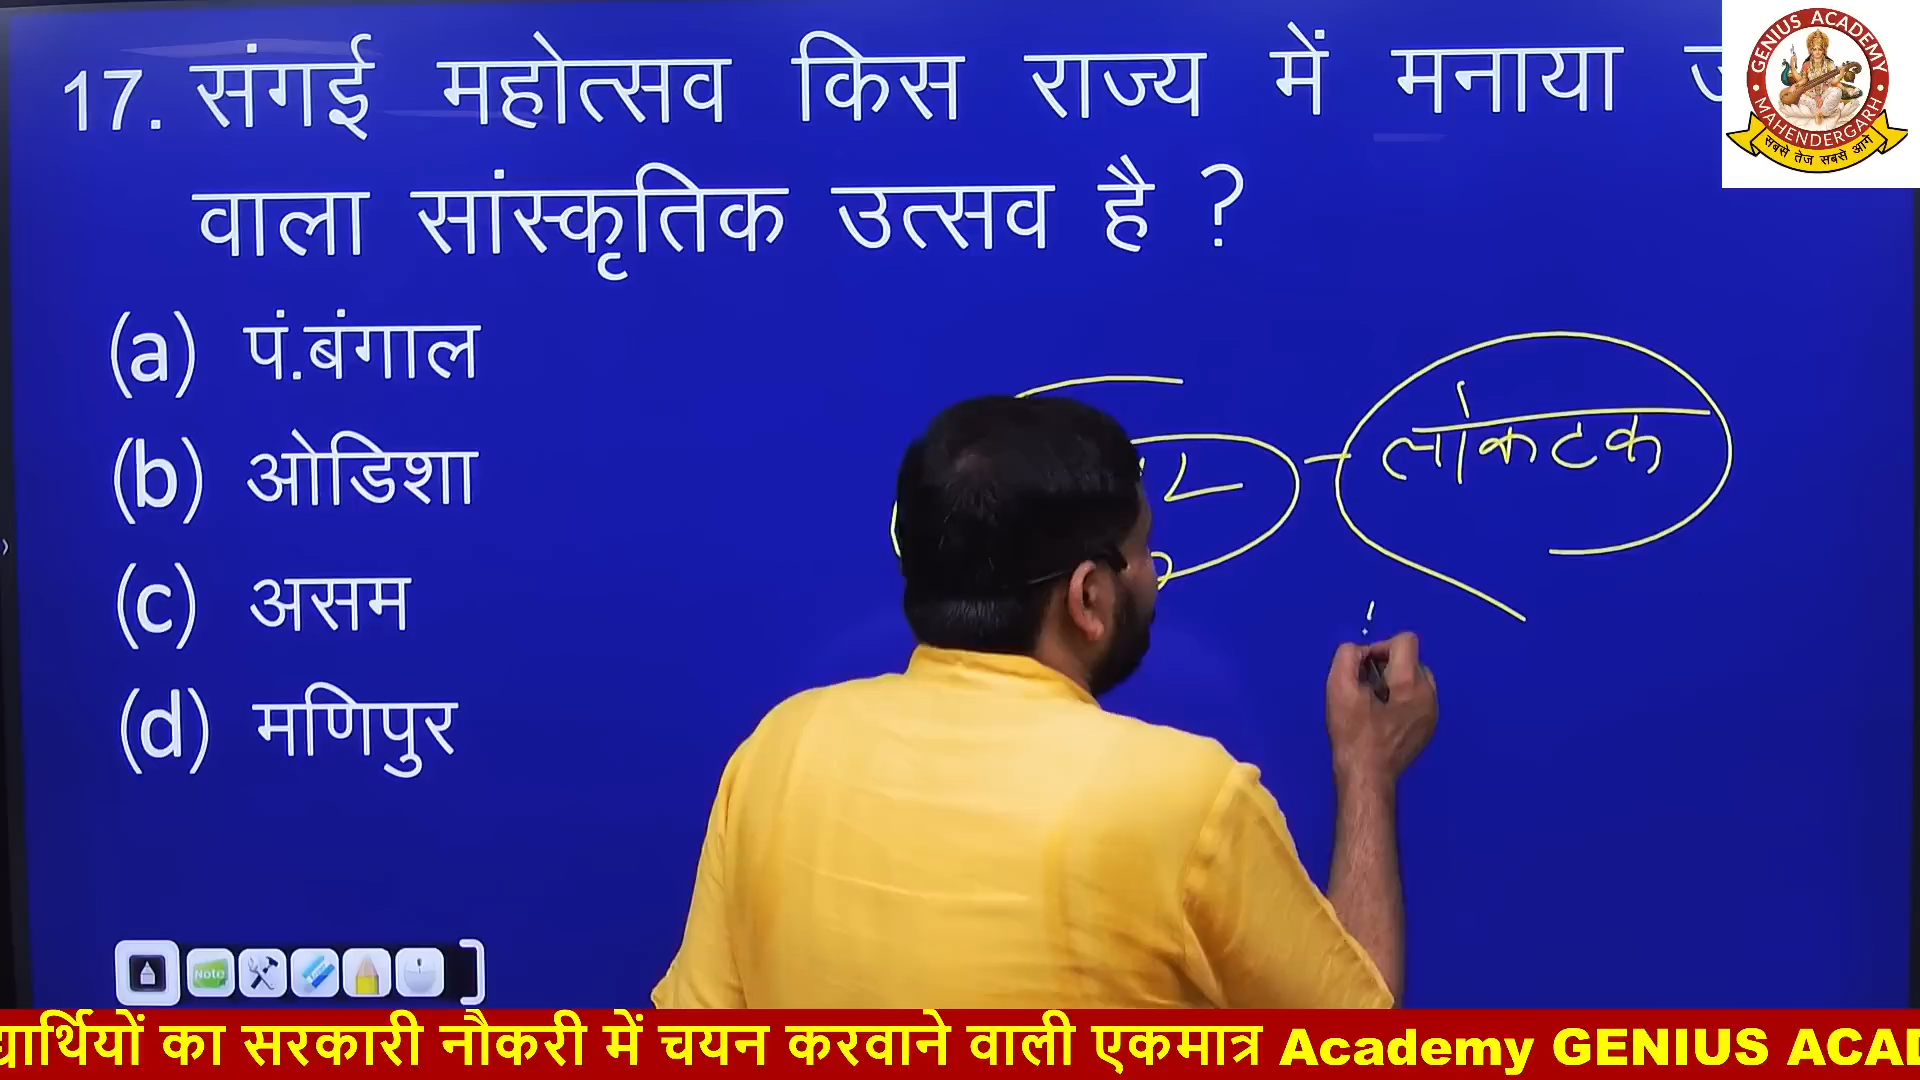 17. संगई महोत्सव किस राज्य में मनाया
वाला सांस्कृतिक उत्सव है ?
(a) पं.बंगाल
(b) ओडिशा
(c) असम
(d) मणिपुर
लोकटक
GENIUS ACADEMY
MAHENDERGARH
सबसे तेज सबसे आगे
Note
का सरकारी नौकरी में चयन करवाने वाली एकमात्र Academy GENIUS